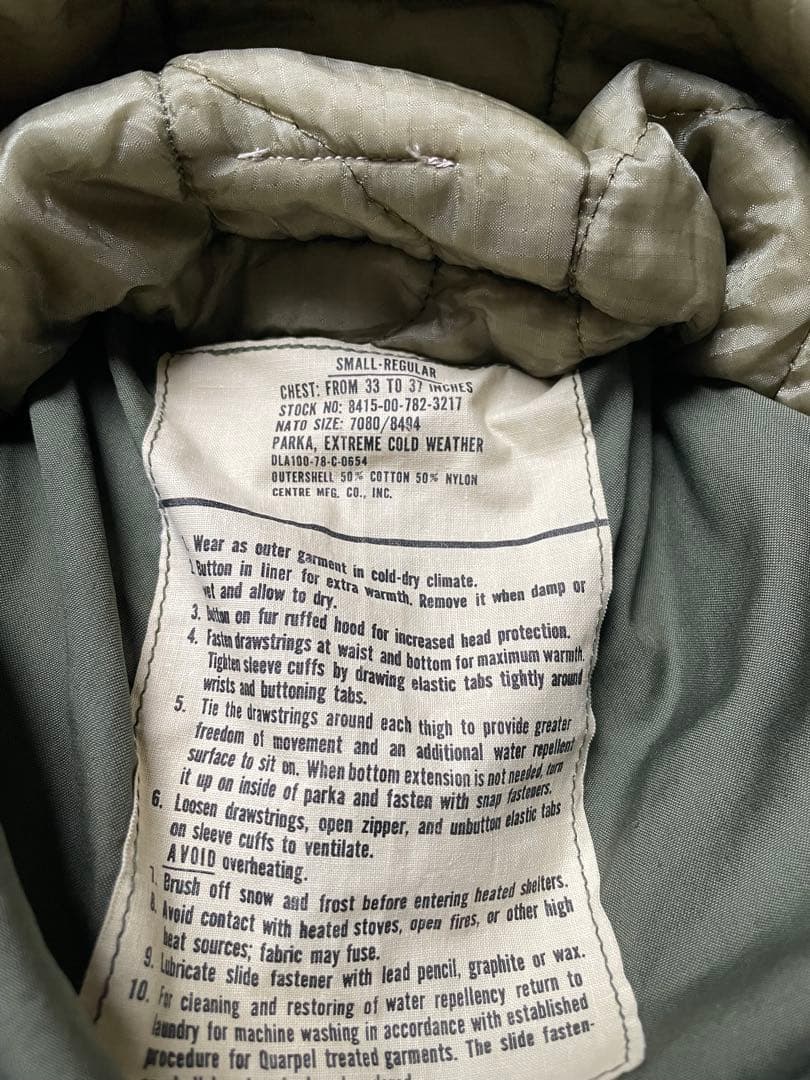 SMALL-REGULAR
CHEST: FROM 33 TO 37 INCHES
STOCK NO: 8415-00-782-3217
NATO SIZE: 7080/8494
PARKA, EXTREME COLD WEATHER
DLA100-78-C-0654
OUTERSHELL 50% COTTON 50% NYLON
CENTRE MFG. CO., INC.
Wear as outer garment in cold-dry climate.
Button in liner for extra warmth. Remove it when damp or
wet and allow to dry.
3. Button on fur ruffed hood for increased head protection.
4. Fasten drawstrings at waist and bottom for maximum warmth.
Tighten sleeve cuffs by drawing elastic tabs tightly around
wrists and buttoning tabs.
5. Tie the drawstrings around each thigh to provide greater
freedom of movement and an additional water repellent
surface to sit on. When bottom extension is not needed, turn
it up on inside of parka and fasten with snap fasteners.
6. Loosen drawstrings, open zipper, and unbutton elastic tabs
on sleeve cuffs to ventilate.
AVOID overheating.
7. Brush off snow and frost before entering heated shelters.
8. Avoid contact with heated stoves, open fires, or other high
heat sources; fabric may fuse.
9. Lubricate slide fastener with lead pencil, graphite or wax.
10. For cleaning and restoring of water repellency return to
laundry for machine washing in accordance with established
procedure for Quarpel treated garments. The slide fasten-